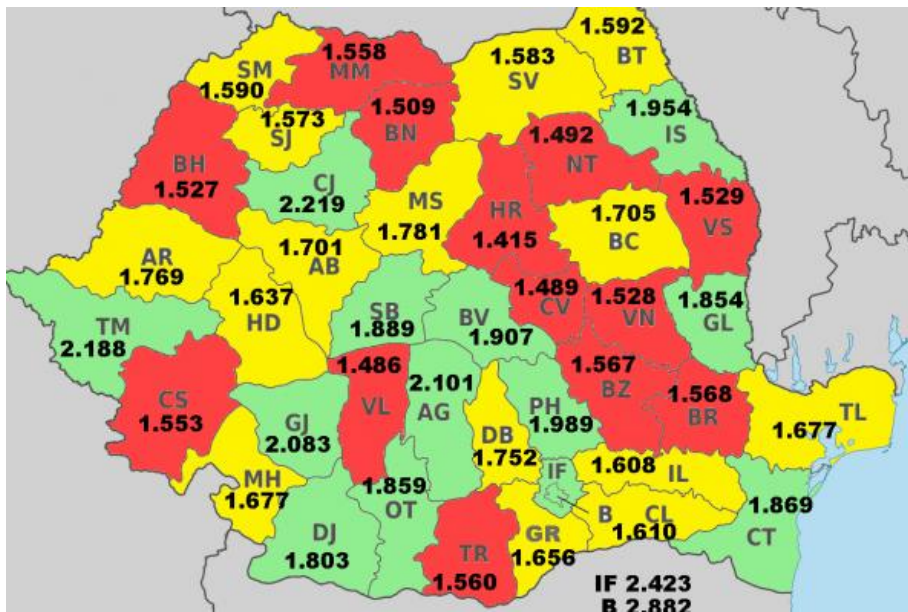 1.592
BT
1.558
MM
1.583
SV
SM
1.590
1.954
IS
1.573
SJ
1.509
BN
1.492
NT
BH
1.527
CJ
2.219
MS
1.781
HR
1.415
1.705
BC
1.529
VS
AR
1.769
1.701
AB
1.637
HD
1.489
CV
1.528
VN
1.854
GL
TM
2.188
SB
1.889
BV
1.907
1.486
VL
2.101
AG
1.567
BZ
1.568
BR
CS
1.553
GJ
2.083
DB
1.752
PH
1.989
1.677
TL
MH
1.677
1.859
OT
IF
1.608
IL
B
CL
1.610
1.869
CT
DJ
1.803
TR
1.560
GR
1.656
IF 2.423
B 2.882